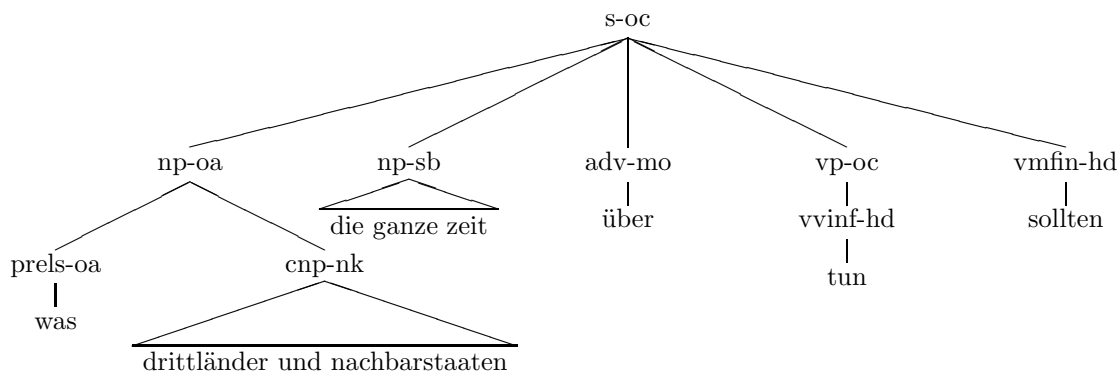 s-oc
np-oa np-sb adv-mo vp-oc vmfin-hd
die ganze zeit über vvinf-hd sollten
prels-oa cnp-nk tun
was
drittländer und nachbarstaaten